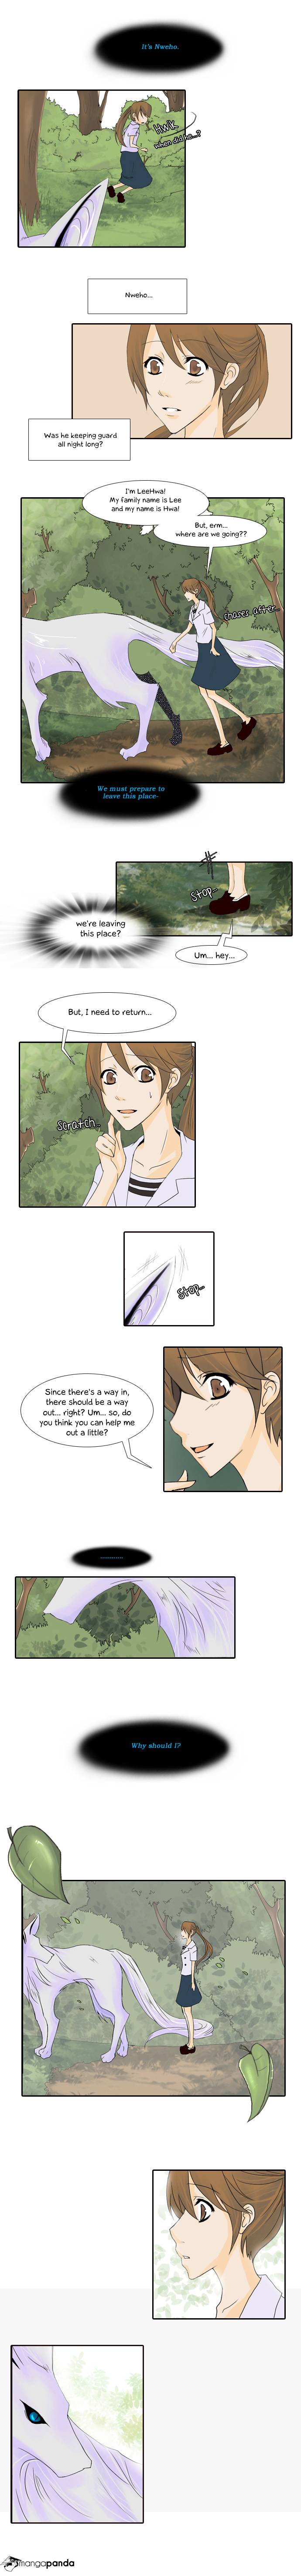 It's Nweho.
HWK
when did he...?
Nweho...
Was he keeping guard
all night long?
I'm LeeHwa!
My family name is Lee
and my name is Hwa!
But, erm...
where are we going??
chases after...
We must prepare to
leave this place-
Stop...
we're leaving
this place?
Um... hey...
But, I need to return...
Scratch...
Stop...
Since there's a way in,
there should be a way
out... right? Um... so, do
you think you can help me
out a little?
............
Why should I?
mangapanda